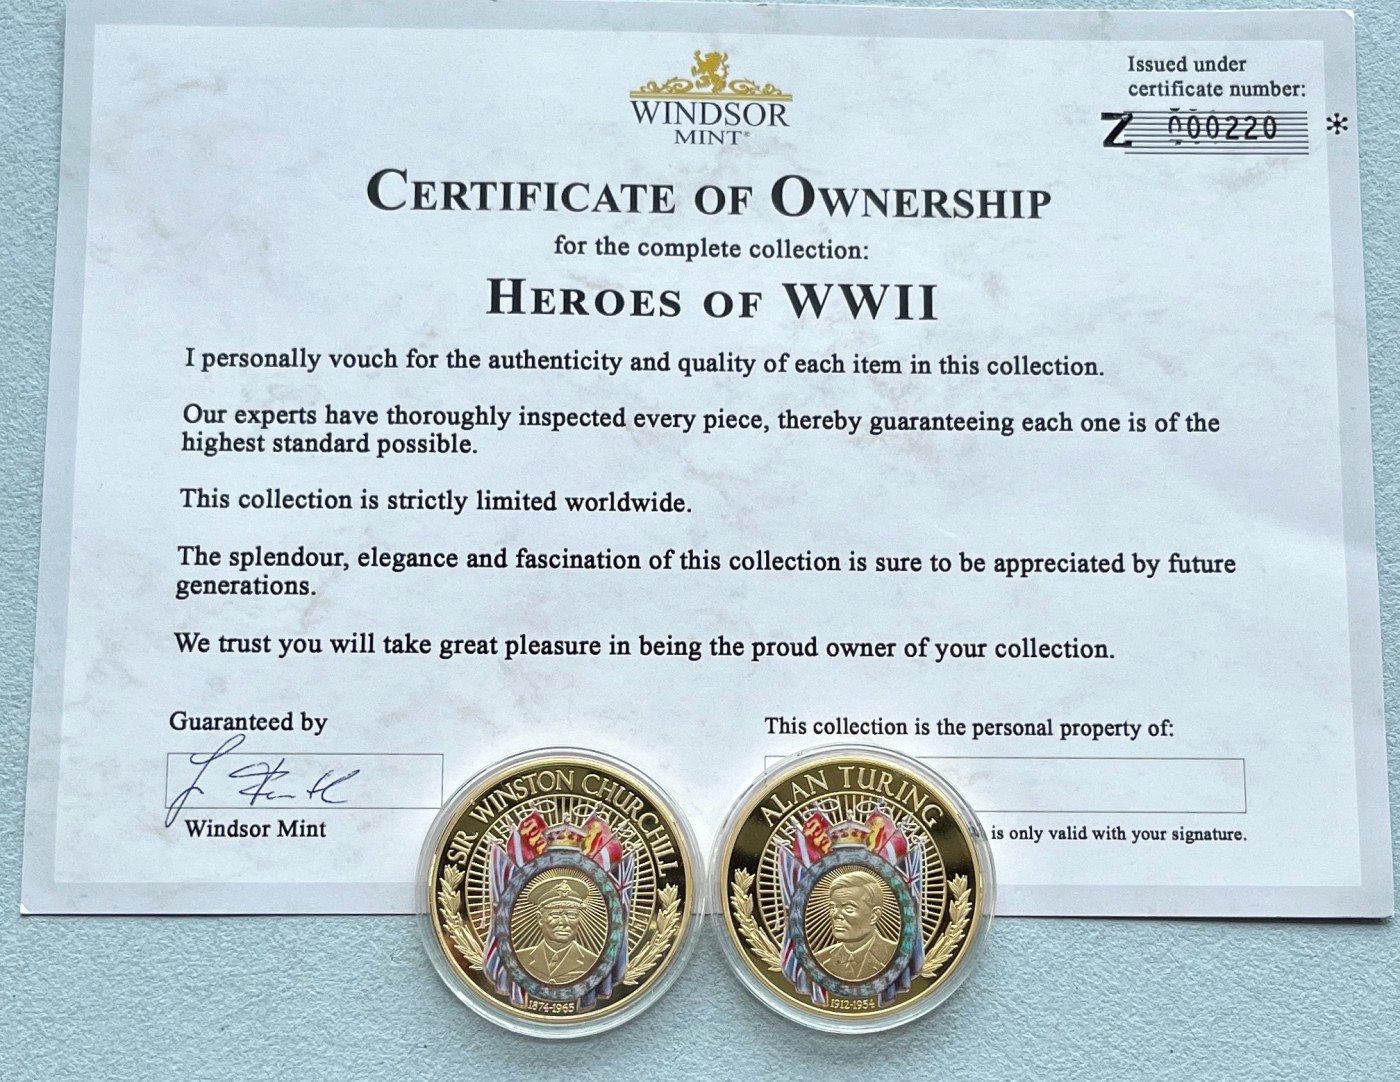 WINDSOR
MINT®
Issued under
certificate number:
Z 000220 *
CERTIFICATE OF OWNERSHIP
for the complete collection:
HEROES OF WWII
I personally vouch for the authenticity and quality of each item in this collection.
Our experts have thoroughly inspected every piece, thereby guaranteeing each one is of the
highest standard possible.
This collection is strictly limited worldwide.
The splendour, elegance and fascination of this collection is sure to be appreciated by future
generations.
We trust you will take great pleasure in being the proud owner of your collection.
Guaranteed by
Windsor Mint
This collection is the personal property of:
is only valid with your signature.
SIR WINSTON CHURCHILL
1874-1965
ALAN TURING
1912-1954